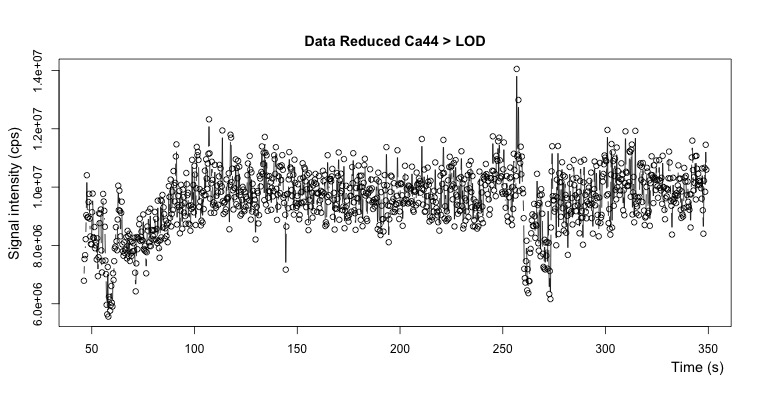 Data Reduced Ca44 > LOD
Signal intensity (cps)
1.4e+07
1.2e+07
1.0e+07
8.0e+06
6.0e+06
50 100 150 200 250 300 350
Time (s)